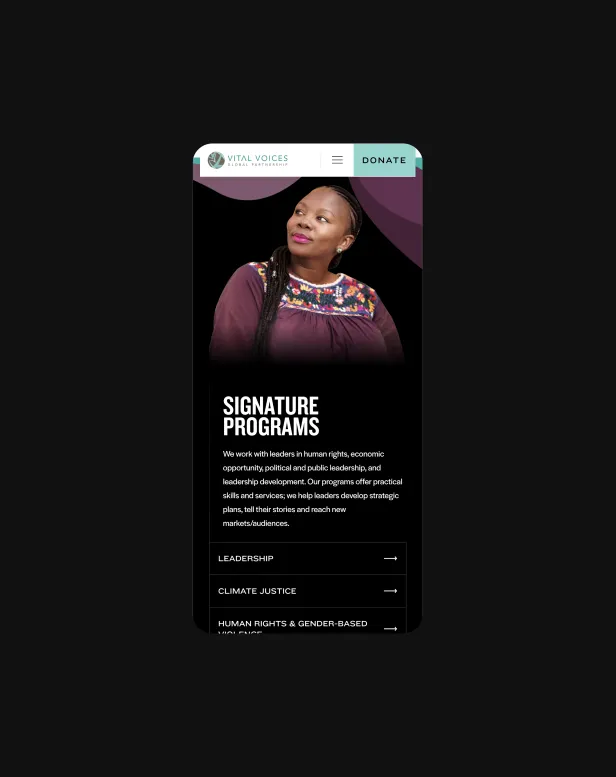 VITAL VOICES
GLOBAL PARTNERSHIP
DONATE
SIGNATURE
PROGRAMS
We work with leaders in human rights, economic
opportunity, political and public leadership, and
leadership development. Our programs offer practical
skills and services; we help leaders develop strategic
plans, tell their stories and reach new
markets/audiences.
LEADERSHIP
CLIMATE JUSTICE
HUMAN RIGHTS & GENDER-BASED
VIOLENCE